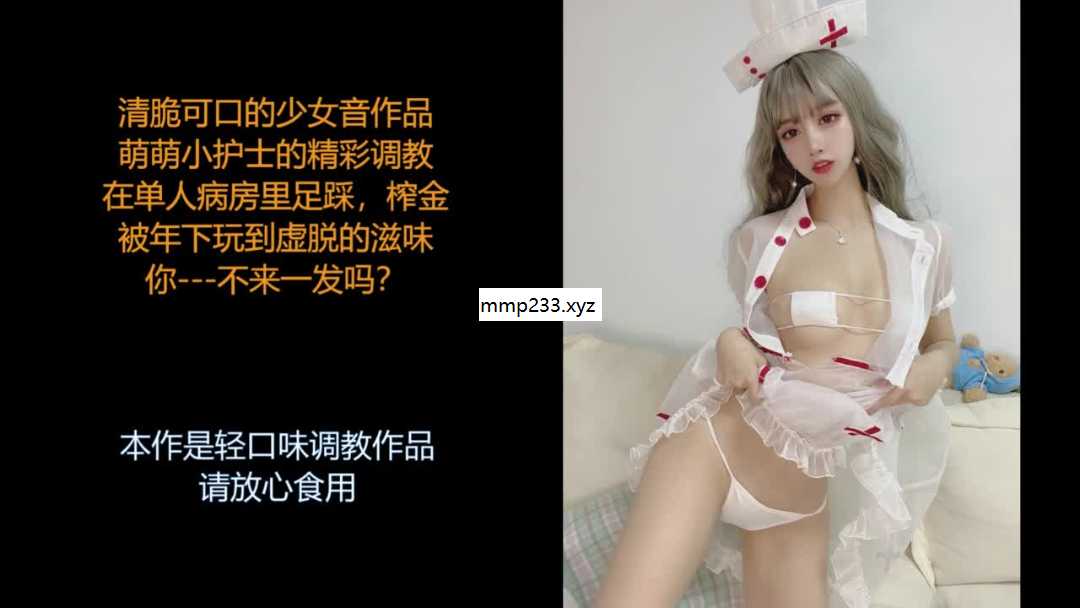 清脆可口的少女音作品
萌萌小护士的精彩调教
在单人病房里足踩，榨金
被年下玩到虚脱的滋味
你---不来一发吗？
mmp233.xyz
本作是轻口味调教作品
请放心食用